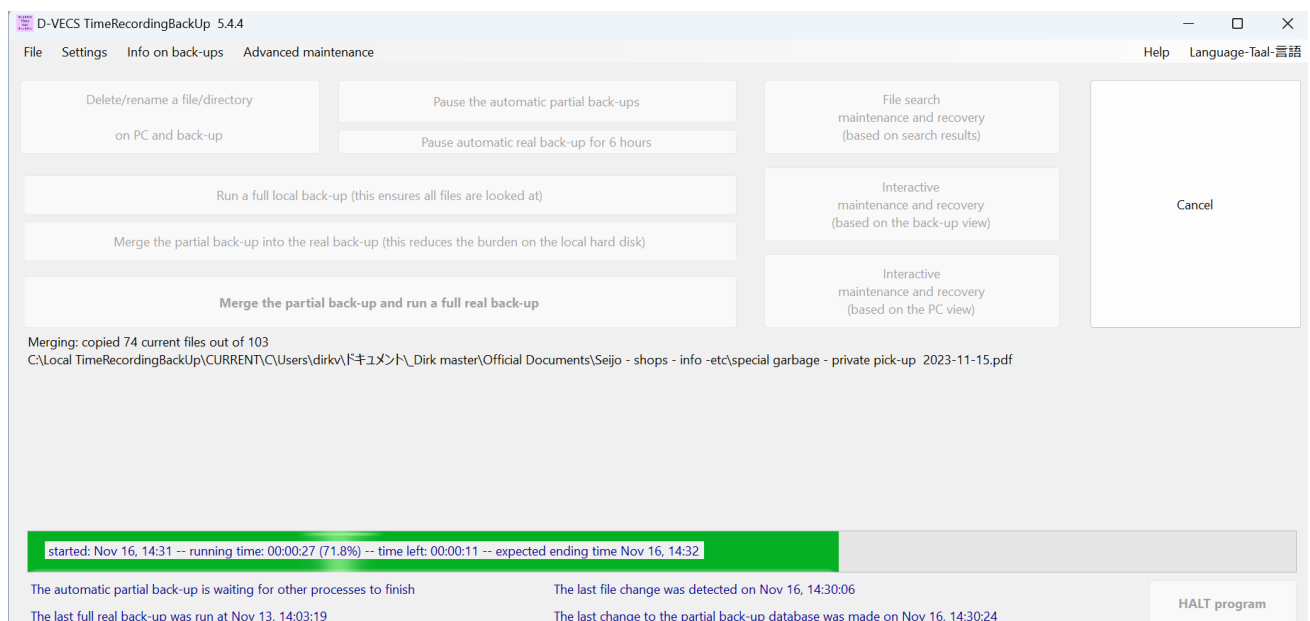 D-VECS TimeRecordingBackUp 5.4.4
File Settings Info on back-ups Advanced maintenance Help Language-Taal-言語
Delete/rename a file/directory
on PC and back-up
Pause the automatic partial back-ups
Pause automatic real back-up for 6 hours
File search
maintenance and recovery
(based on search results)
Run a full local back-up (this ensures all files are looked at)
Merge the partial back-up into the real back-up (this reduces the burden on the local hard disk)
Interactive
maintenance and recovery
(based on the back-up view)
Cancel
Merge the partial back-up and run a full real back-up
Interactive
maintenance and recovery
(based on the PC view)
Merging: copied 74 current files out of 103
C:\Local TimeRecordingBackUp\CURRENT\C\Users\dirkv\ドキュメント\_Dirk master\Official Documents\Seijo - shops - info -etc\special garbage - private pick-up  2023-11-15.pdf
started: Nov 16, 14:31 -- running time: 00:00:27 (71.8%) -- time left: 00:00:11 -- expected ending time Nov 16, 14:32
The automatic partial back-up is waiting for other processes to finish
The last file change was detected on Nov 16, 14:30:06
The last full real back-up was run at Nov 13, 14:03:19
The last change to the partial back-up database was made on Nov 16, 14:30:24
HALT program